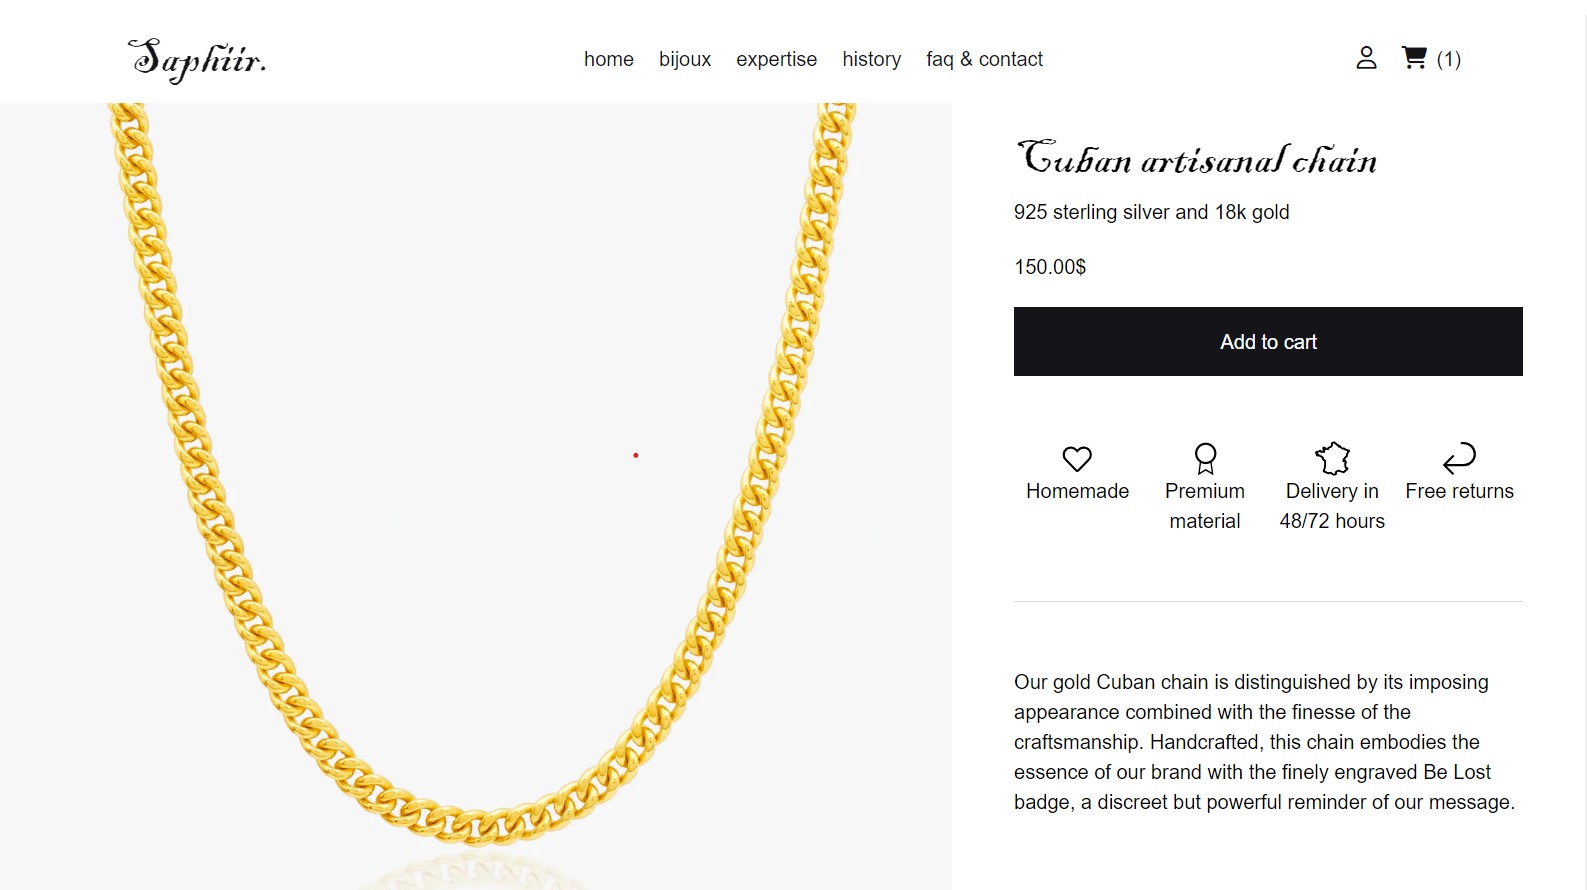 Saphiir.
home bijoux expertise history faq & contact
(1)
Cuban artisanal chain
925 sterling silver and 18k gold
150.00$
Add to cart
Homemade
Premium material
Delivery in 48/72 hours
Free returns
Our gold Cuban chain is distinguished by its imposing
appearance combined with the finesse of the
craftsmanship. Handcrafted, this chain embodies the
essence of our brand with the finely engraved Be Lost
badge, a discreet but powerful reminder of our message.